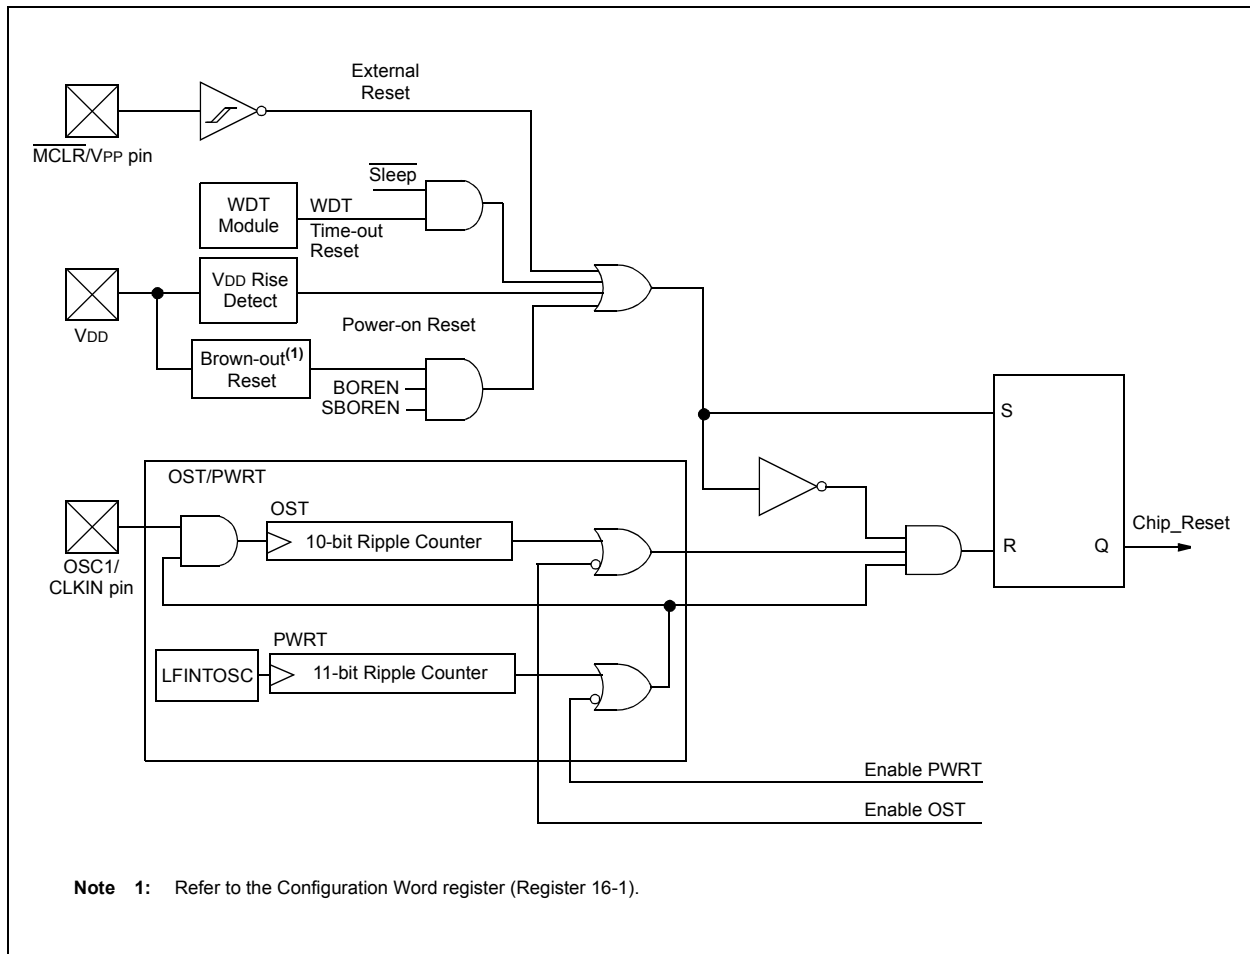 External
Reset
MCLR/VPP pin
Sleep
WDT
Module
WDT
Time-out
Reset
VDD Rise
Detect
VDD
Power-on Reset
Brown-out(1)
Reset
BOREN
SBOREN
S
OST/PWRT
OST
10-bit Ripple Counter
OSC1/
CLKIN pin
Chip_Reset
R
Q
PWRT
LFINTOSC
11-bit Ripple Counter
Enable PWRT
Enable OST
Note 1: Refer to the Configuration Word register (Register 16-1).